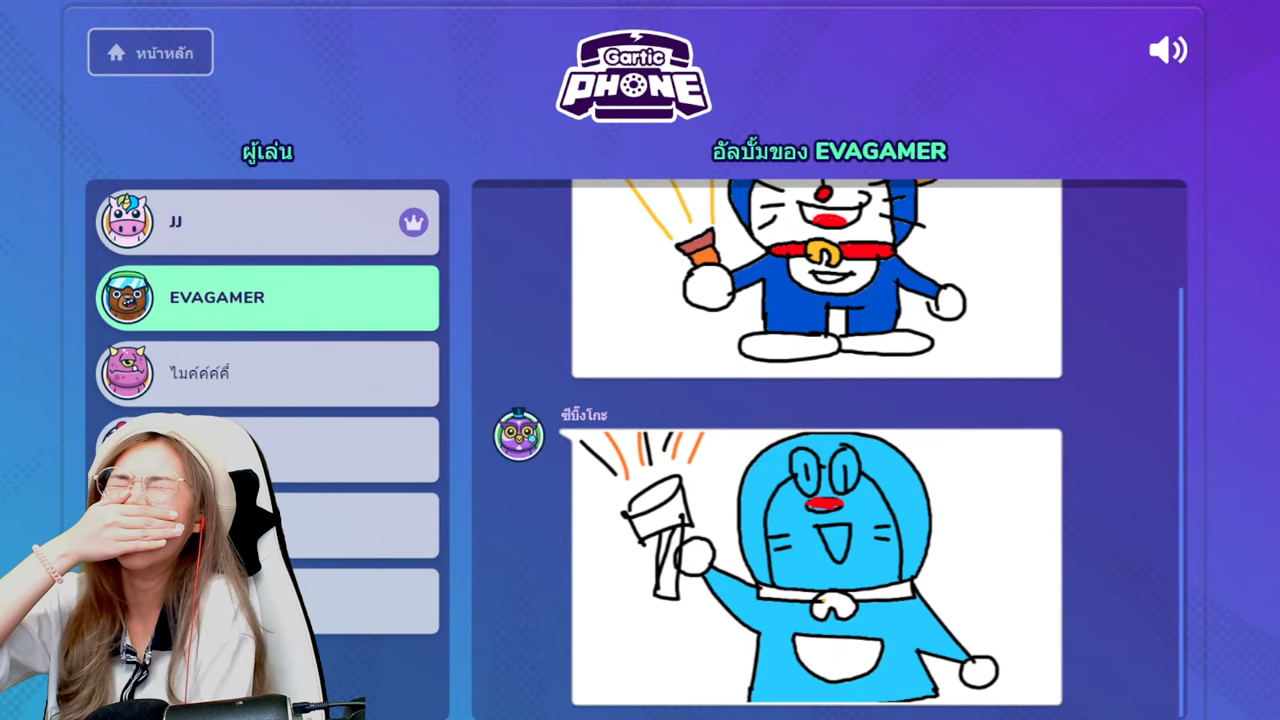 หน้าหลัก
Gartic
PHONE
ผู้เล่น
อัลบั้มของ EVAGAMER
JJ
EVAGAMER
ไมค์ค์ค์คี้
ซีบิ๊งโกะ